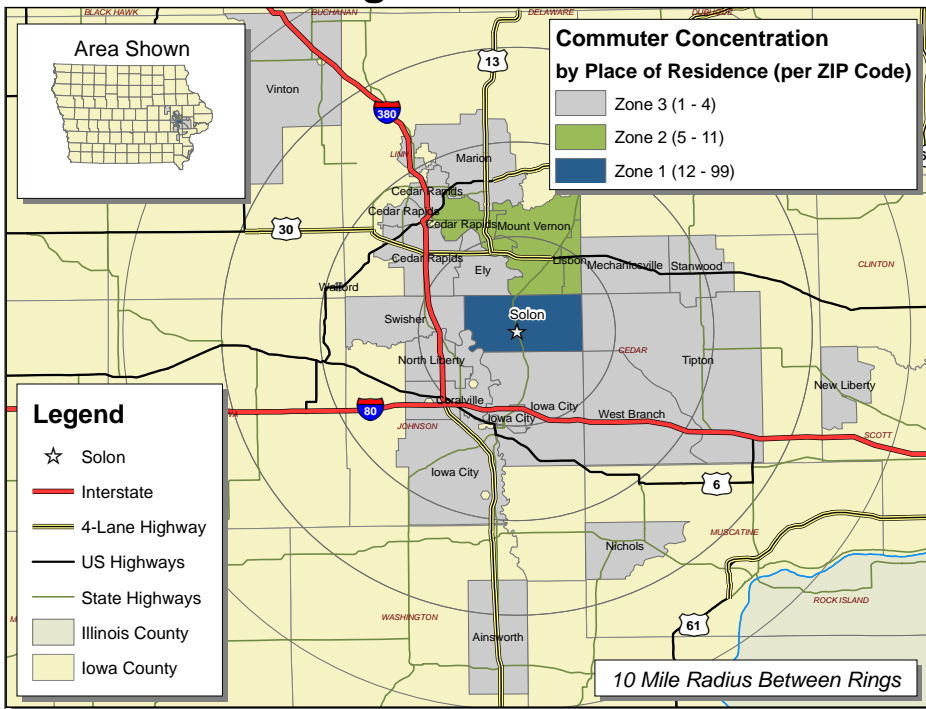 BLACK HAWK
BUCHANAN
DELAWARE
DUBUQUE
Area Shown
Commuter Concentration
by Place of Residence (per ZIP Code)
Zone 3 (1 - 4)
Zone 2 (5 - 11)
Zone 1 (12 - 99)
13
Vinton
380
LINN
Marion
Cedar Rapids
Cedar Rapids
Cedar Rapids
Mount Vernon
30
Cedar Rapids
Ely
Lisbon
Mechanicsville
Stanwood
CLINTON
Walford
Solon
Swisher
CEDAR
North Liberty
Tipton
New Liberty
Coralville
80
Iowa City
Iowa City
West Branch
JOHNSON
SCOTT
Iowa City
6
MUSCATINE
Nichols
ROCK ISLAND
WASHINGTON
61
Ainsworth
Legend
Solon
Interstate
4-Lane Highway
US Highways
State Highways
Illinois County
Iowa County
10 Mile Radius Between Rings